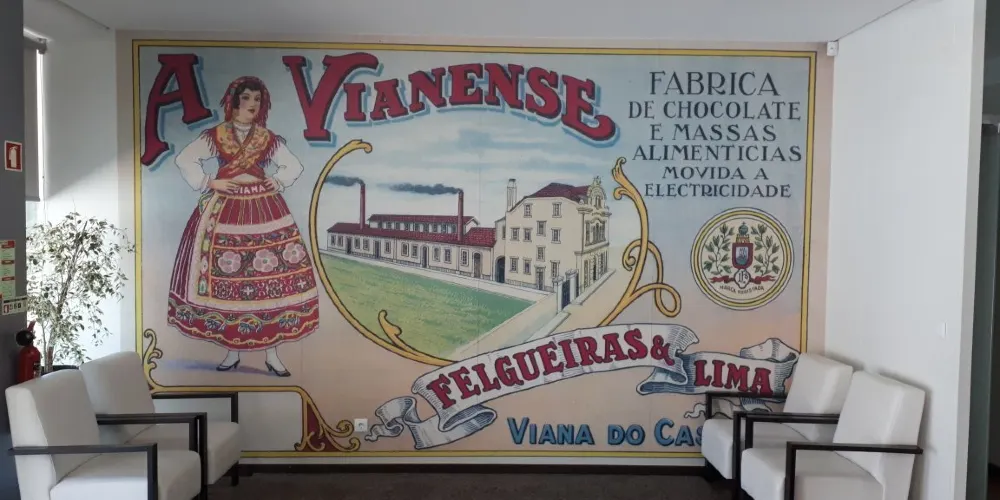 A VIANENSE
FABRICA
DE CHOCOLATE
E MASSAS
ALIMENTICIAS
MOVIDA A
ELECTRICIDADE
VIANA
FELGUEIRAS & LIMA
VIANA DO CAS